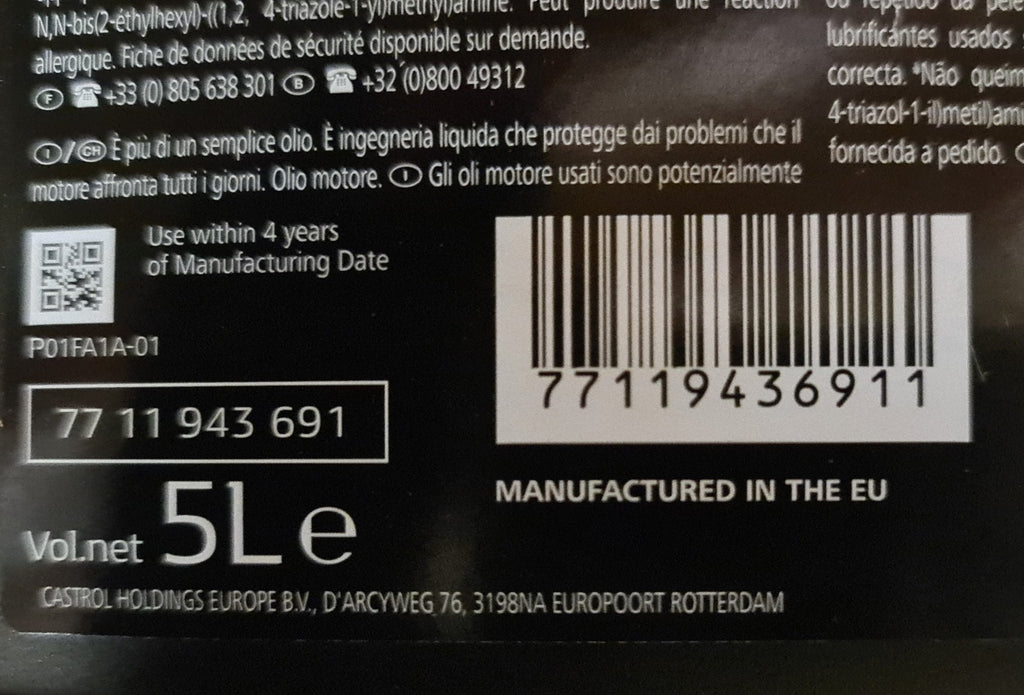 N,N-bis(2-éthylhexyl)-((1,2, 4-triazole-1-yl)méthyl)amine. Peut produire une réaction
allergique. Fiche de données de sécurité disponible sur demande.
F ☎ +33 (0) 805 638 301 B ☎ +32 (0)800 49312
I/CH È più di un semplice olio. È ingegneria liquida che protegge dai problemi che il
motore affronta tutti i giorni. Olio motore. I Gli oli motore usati sono potenzialmente
ou repetido da pele
lubrificantes usados
correcta. *Não queim
4-triazol-1-il)metil)ami
fornecida a pedido.
Use within 4 years
of Manufacturing Date
P01FA1A-01
77 11 943 691
77119436911
Vol.net 5L e
MANUFACTURED IN THE EU
CASTROL HOLDINGS EUROPE B.V., D'ARCYWEG 76, 3198NA EUROPOORT ROTTERDAM